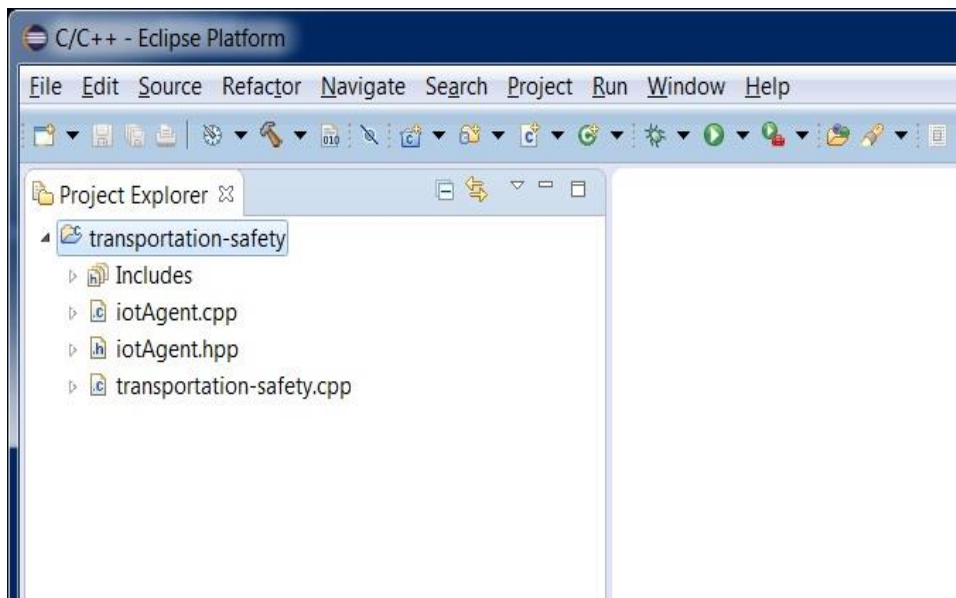 C/C++ - Eclipse Platform
File Edit Source Refactor Navigate Search Project Run Window Help
Project Explorer
transportation-safety
Includes
iotAgent.cpp
iotAgent.hpp
transportation-safety.cpp